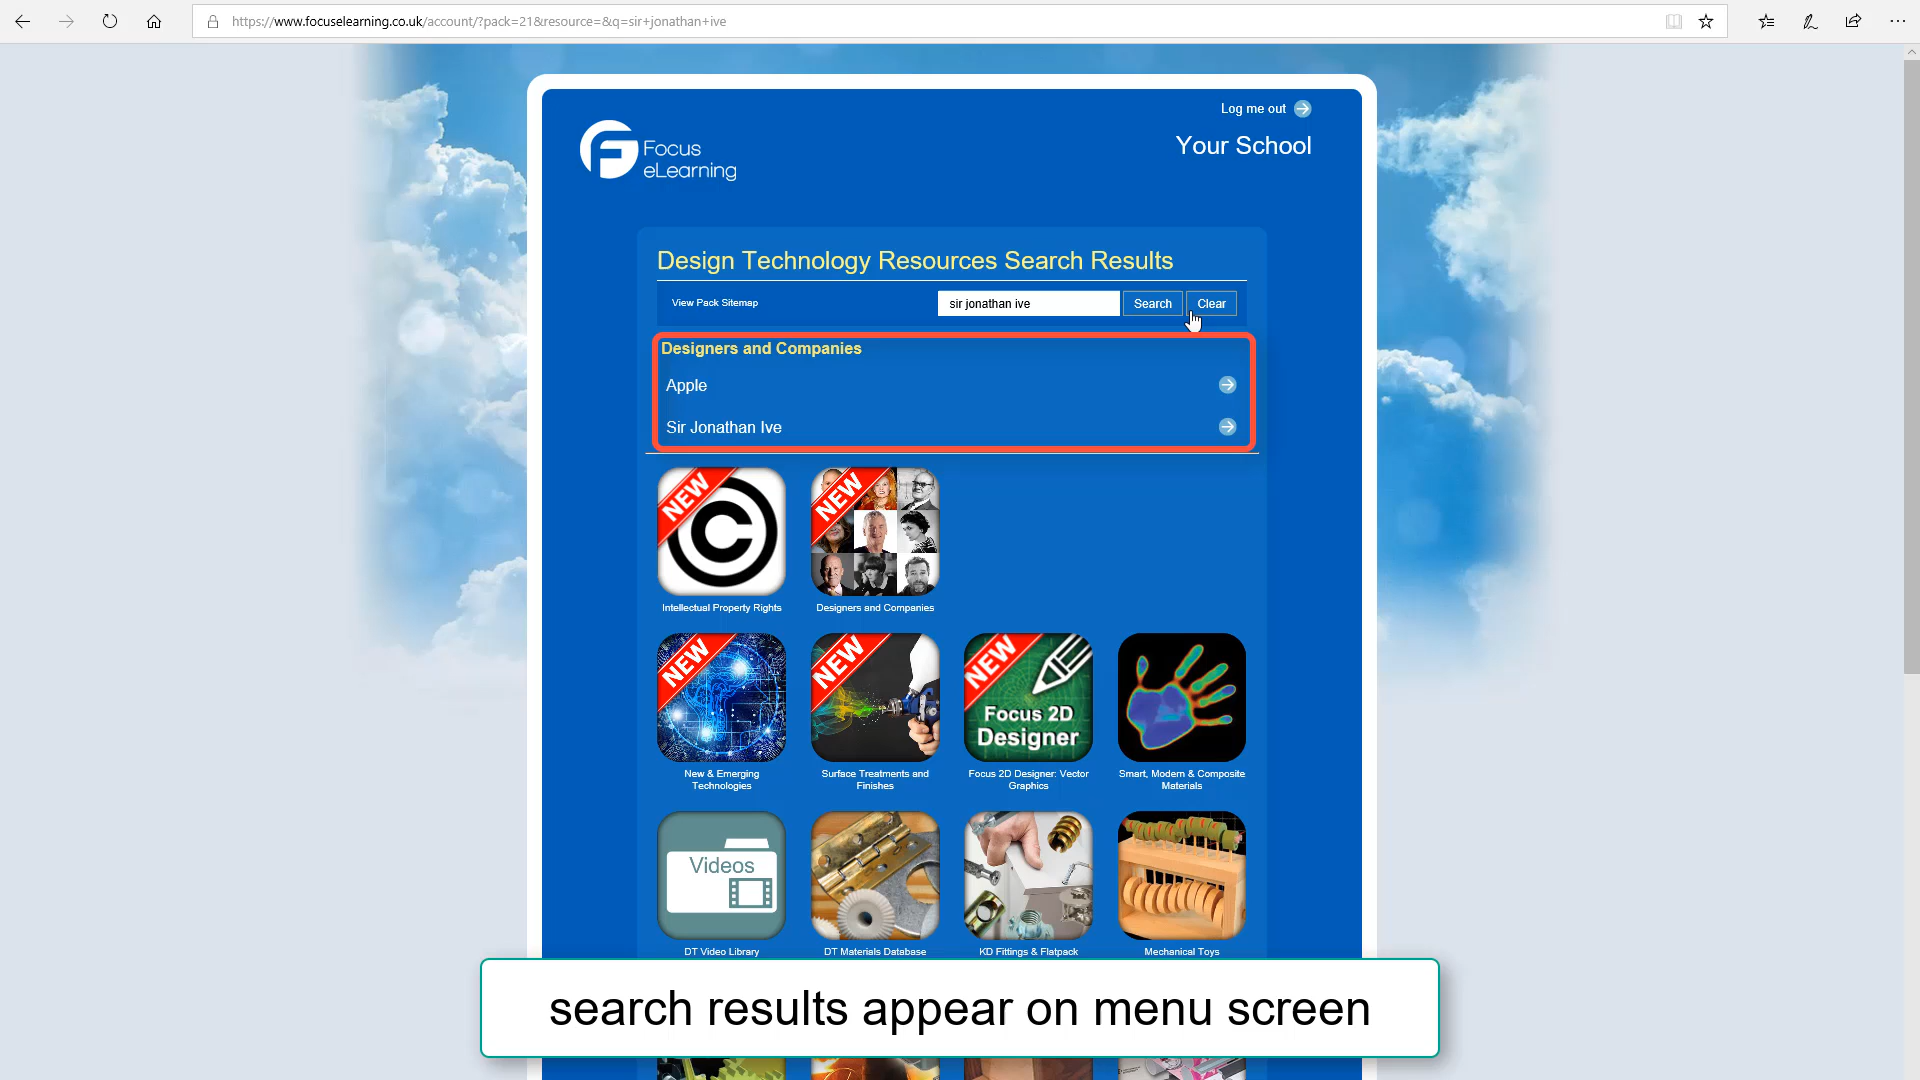 https://www.focuselearning.co.uk/account/?pack=21&resource=&q=sir+jonathan+ive
Log me out
Focus
eLearning
Your School
Design Technology Resources Search Results
View Pack Sitemap
sir jonathan ive
Search
Clear
Designers and Companies
Apple
Sir Jonathan Ive
NEW
C
NEW
Intellectual Property Rights
Designers and Companies
NEW
NEW
NEW
Focus 2D
Designer
New & Emerging
Technologies
Surface Treatments and
Finishes
Focus 2D Designer: Vector
Graphics
Smart, Modern & Composite
Materials
Videos
DT Video Library
DT Materials Database
KD Fittings & Flatpack
Mechanical Toys
search results appear on menu screen